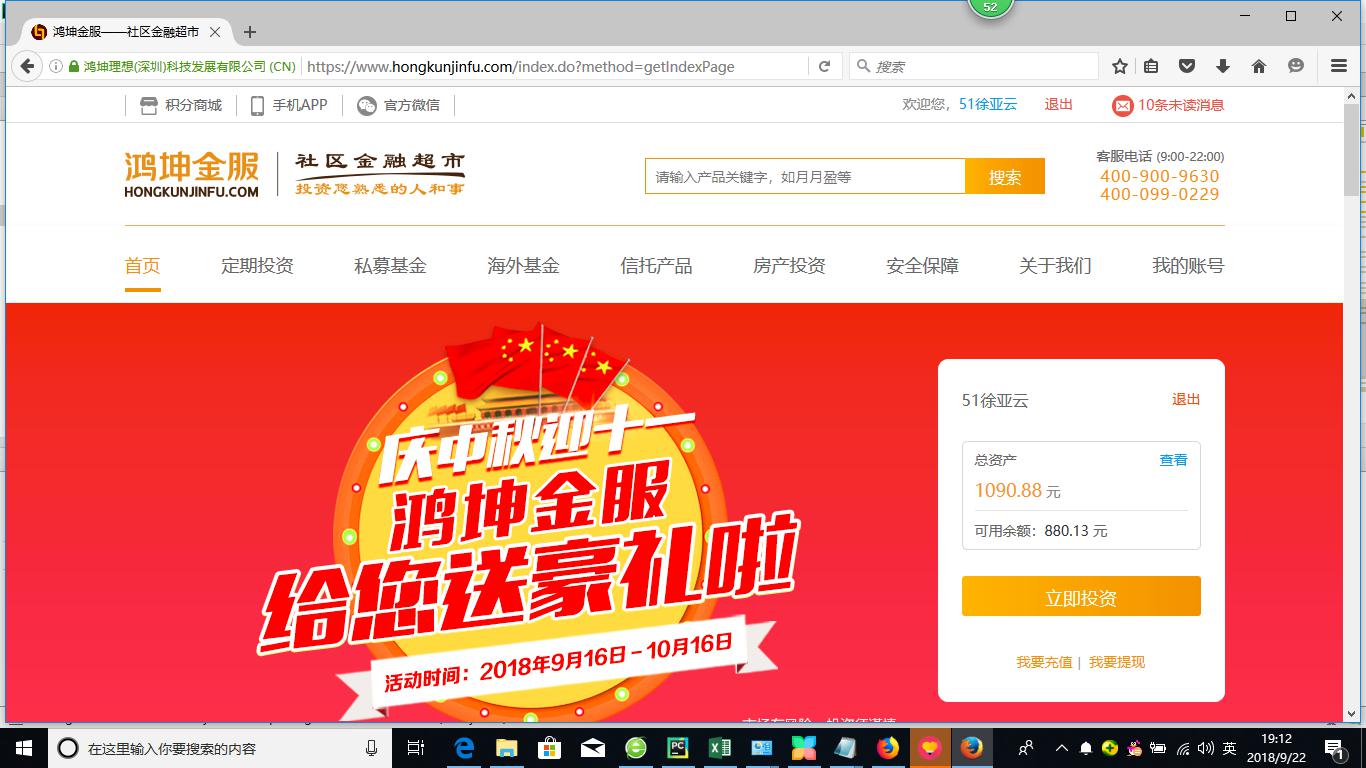 52
鸿坤金服——社区金融超市
鸿坤理想(深圳)科技发展有限公司 (CN)
https://www.hongkunjinfu.com/index.do?method=getIndexPage
搜索
积分商城
手机APP
官方微信
欢迎您，51徐亚云
退出
10条未读消息
鸿坤金服
HONGKUNJINFU.COM
社区金融超市
投资您熟悉的人和事
请输入产品关键字，如月月盈等
搜索
客服电话 (9:00-22:00)
400-900-9630
400-099-0229
首页
定期投资
私募基金
海外基金
信托产品
房产投资
安全保障
关于我们
我的账号
庆中秋迎十一
鸿坤金服
给您送豪礼啦
活动时间：2018年9月16日-10月16日
51徐亚云
退出
总资产
查看
1090.88 元
可用余额：880.13 元
立即投资
我要充值 | 我要提现
在这里输入你要搜索的内容
英
19:12
2018/9/22
1